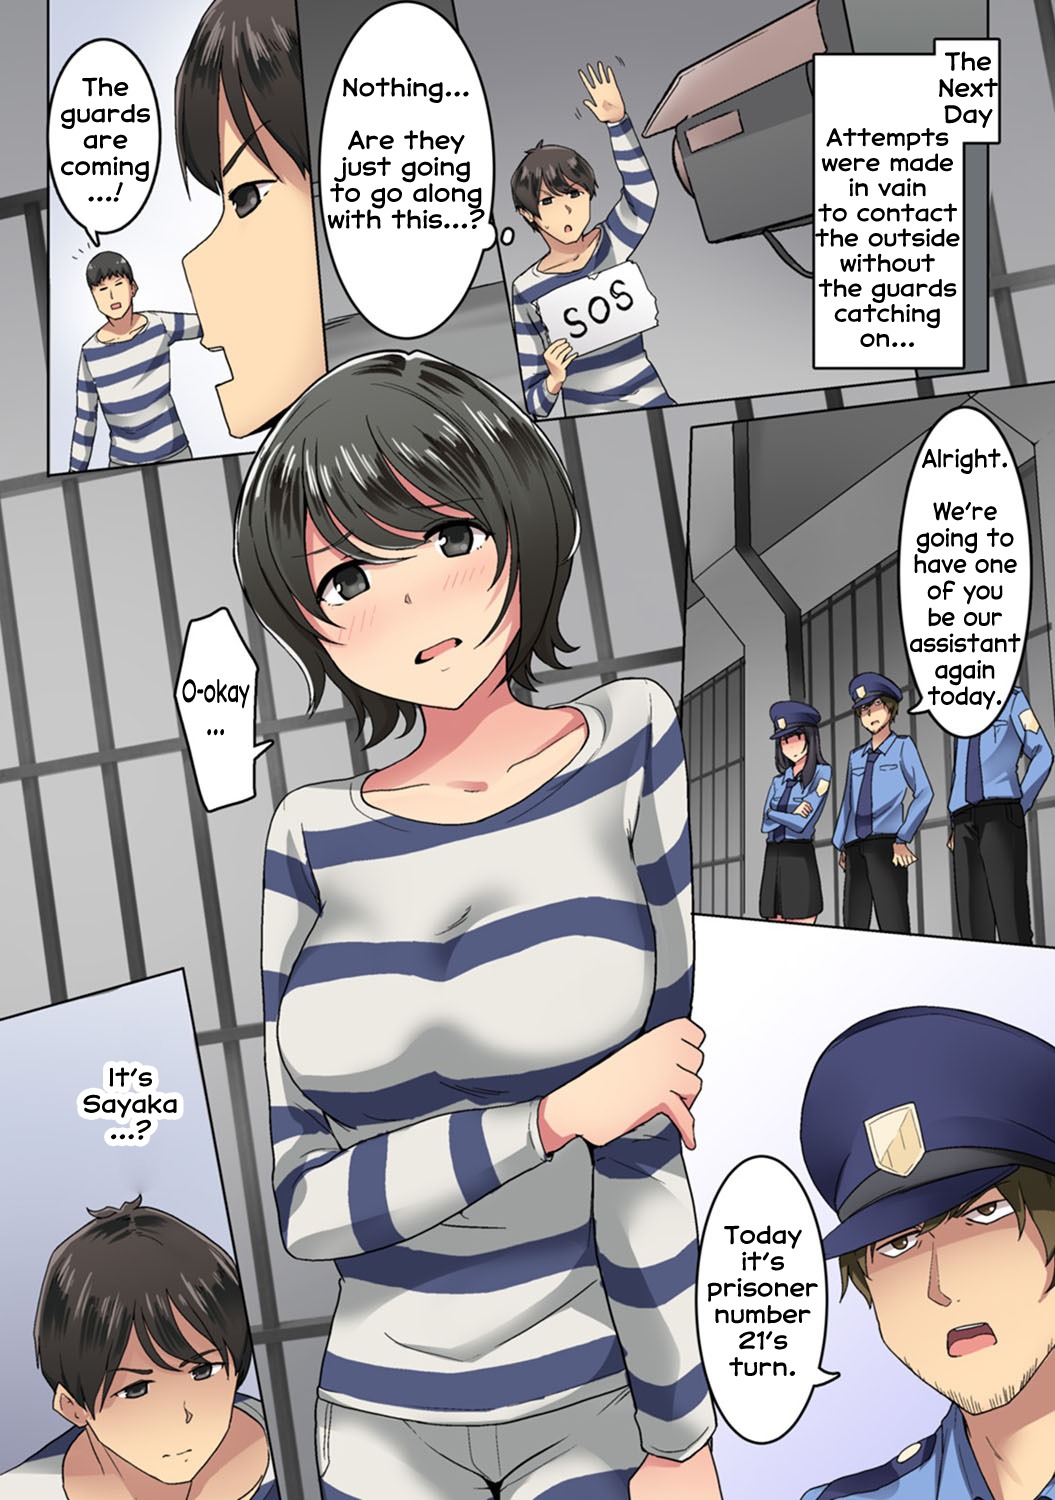 The
Next
Day
Attempts
were made
in vain
to contact
the outside
without
the guards
catching
on...
SOS
Nothing...
Are they
just going
to go along
with this...?
The
guards
are
coming
...!
Alright.
We're
going to
have one
of you
be our
assistant
again
today.
O-okay
...
Today
it's
prisoner
number
21's
turn.
It's
Sayaka
...?